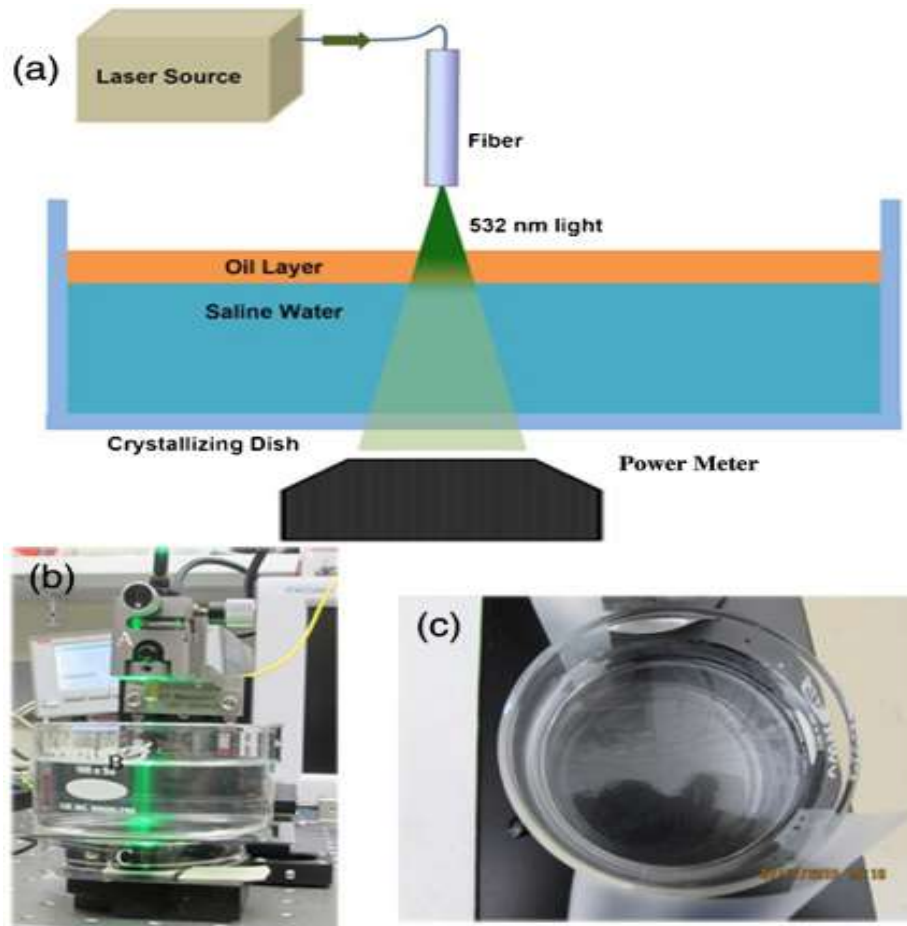 (a)
Laser Source
Fiber
532 nm light
Oil Layer
Saline Water
Crystallizing Dish
Power Meter
(b)
A
B
C
(c)